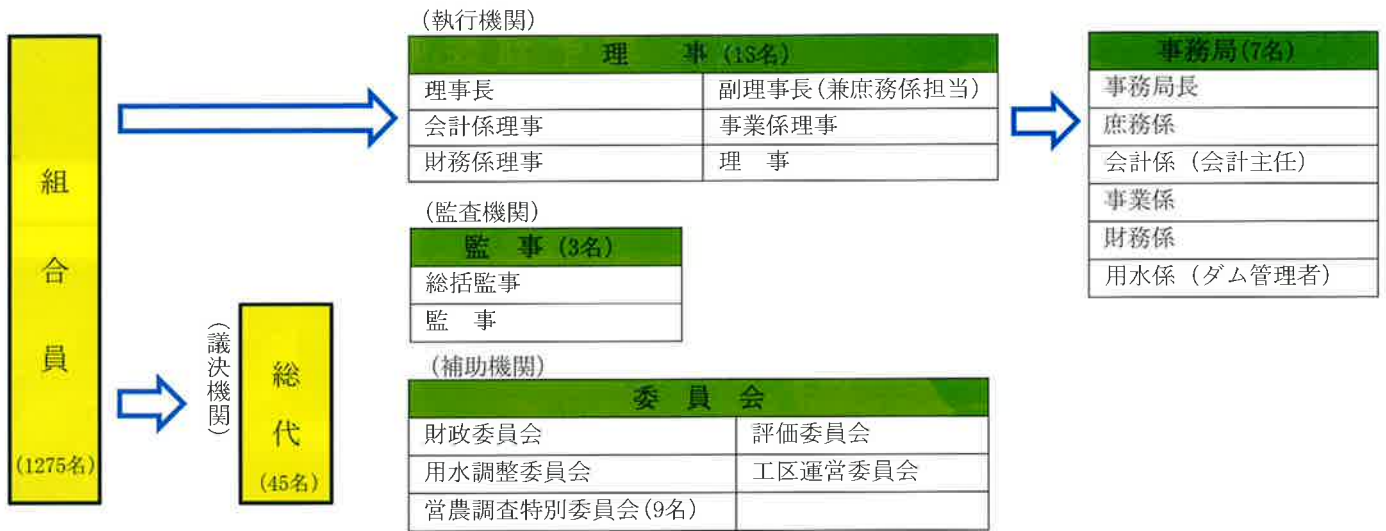 組合員
(1275名)
(議決機関)
総代
(45名)
(執行機関)
理 事 (15名)
理事長 副理事長(兼庶務係担当)
会計係理事 事業係理事
財務係理事 理 事
(監査機関)
監 事 (3名)
総括監事
監 事
(補助機関)
委 員 会
財政委員会 評価委員会
用水調整委員会 工区運営委員会
営農調査特別委員会(9名)
事務局(7名)
事務局長
庶務係
会計係 (会計主任)
事業係
財務係
用水係 (ダム管理者)